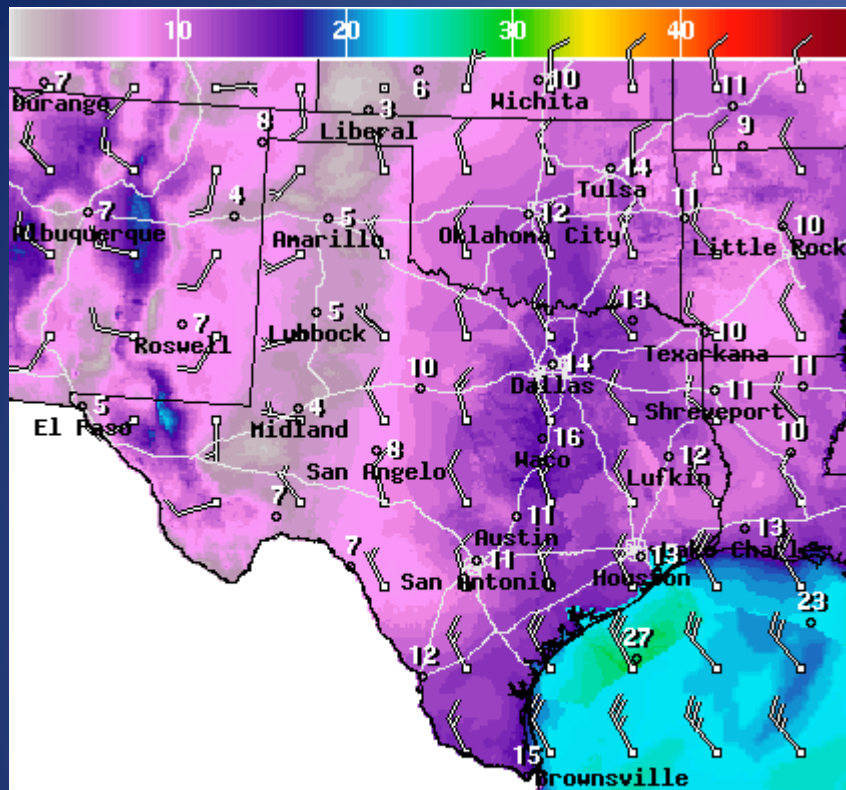 10 20 30 40
7 6 10 11
Durango Wichita
3
Liberal
8 9
14
Tulsa
7 4 5 12 11 10
Albuquerque Amarillo Oklahoma City Little Rock
7 5 13 10
Roswell Lubbock Texarkana
10 14 11 11
Dallas
5 4
El Paso Midland Shreveport
8 16 12 10
San Angelo Waco Lufkin
7 11 13
Austin
7 11 13 Lake Charles
San Antonio Houston
23
27
12
15
Brownsville